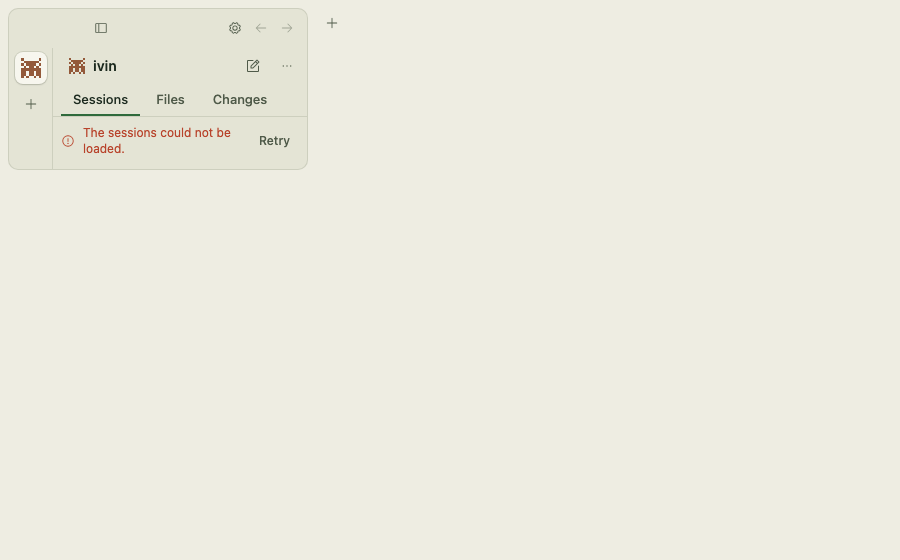 ivin
Sessions Files Changes
The sessions could not be
loaded.
Retry